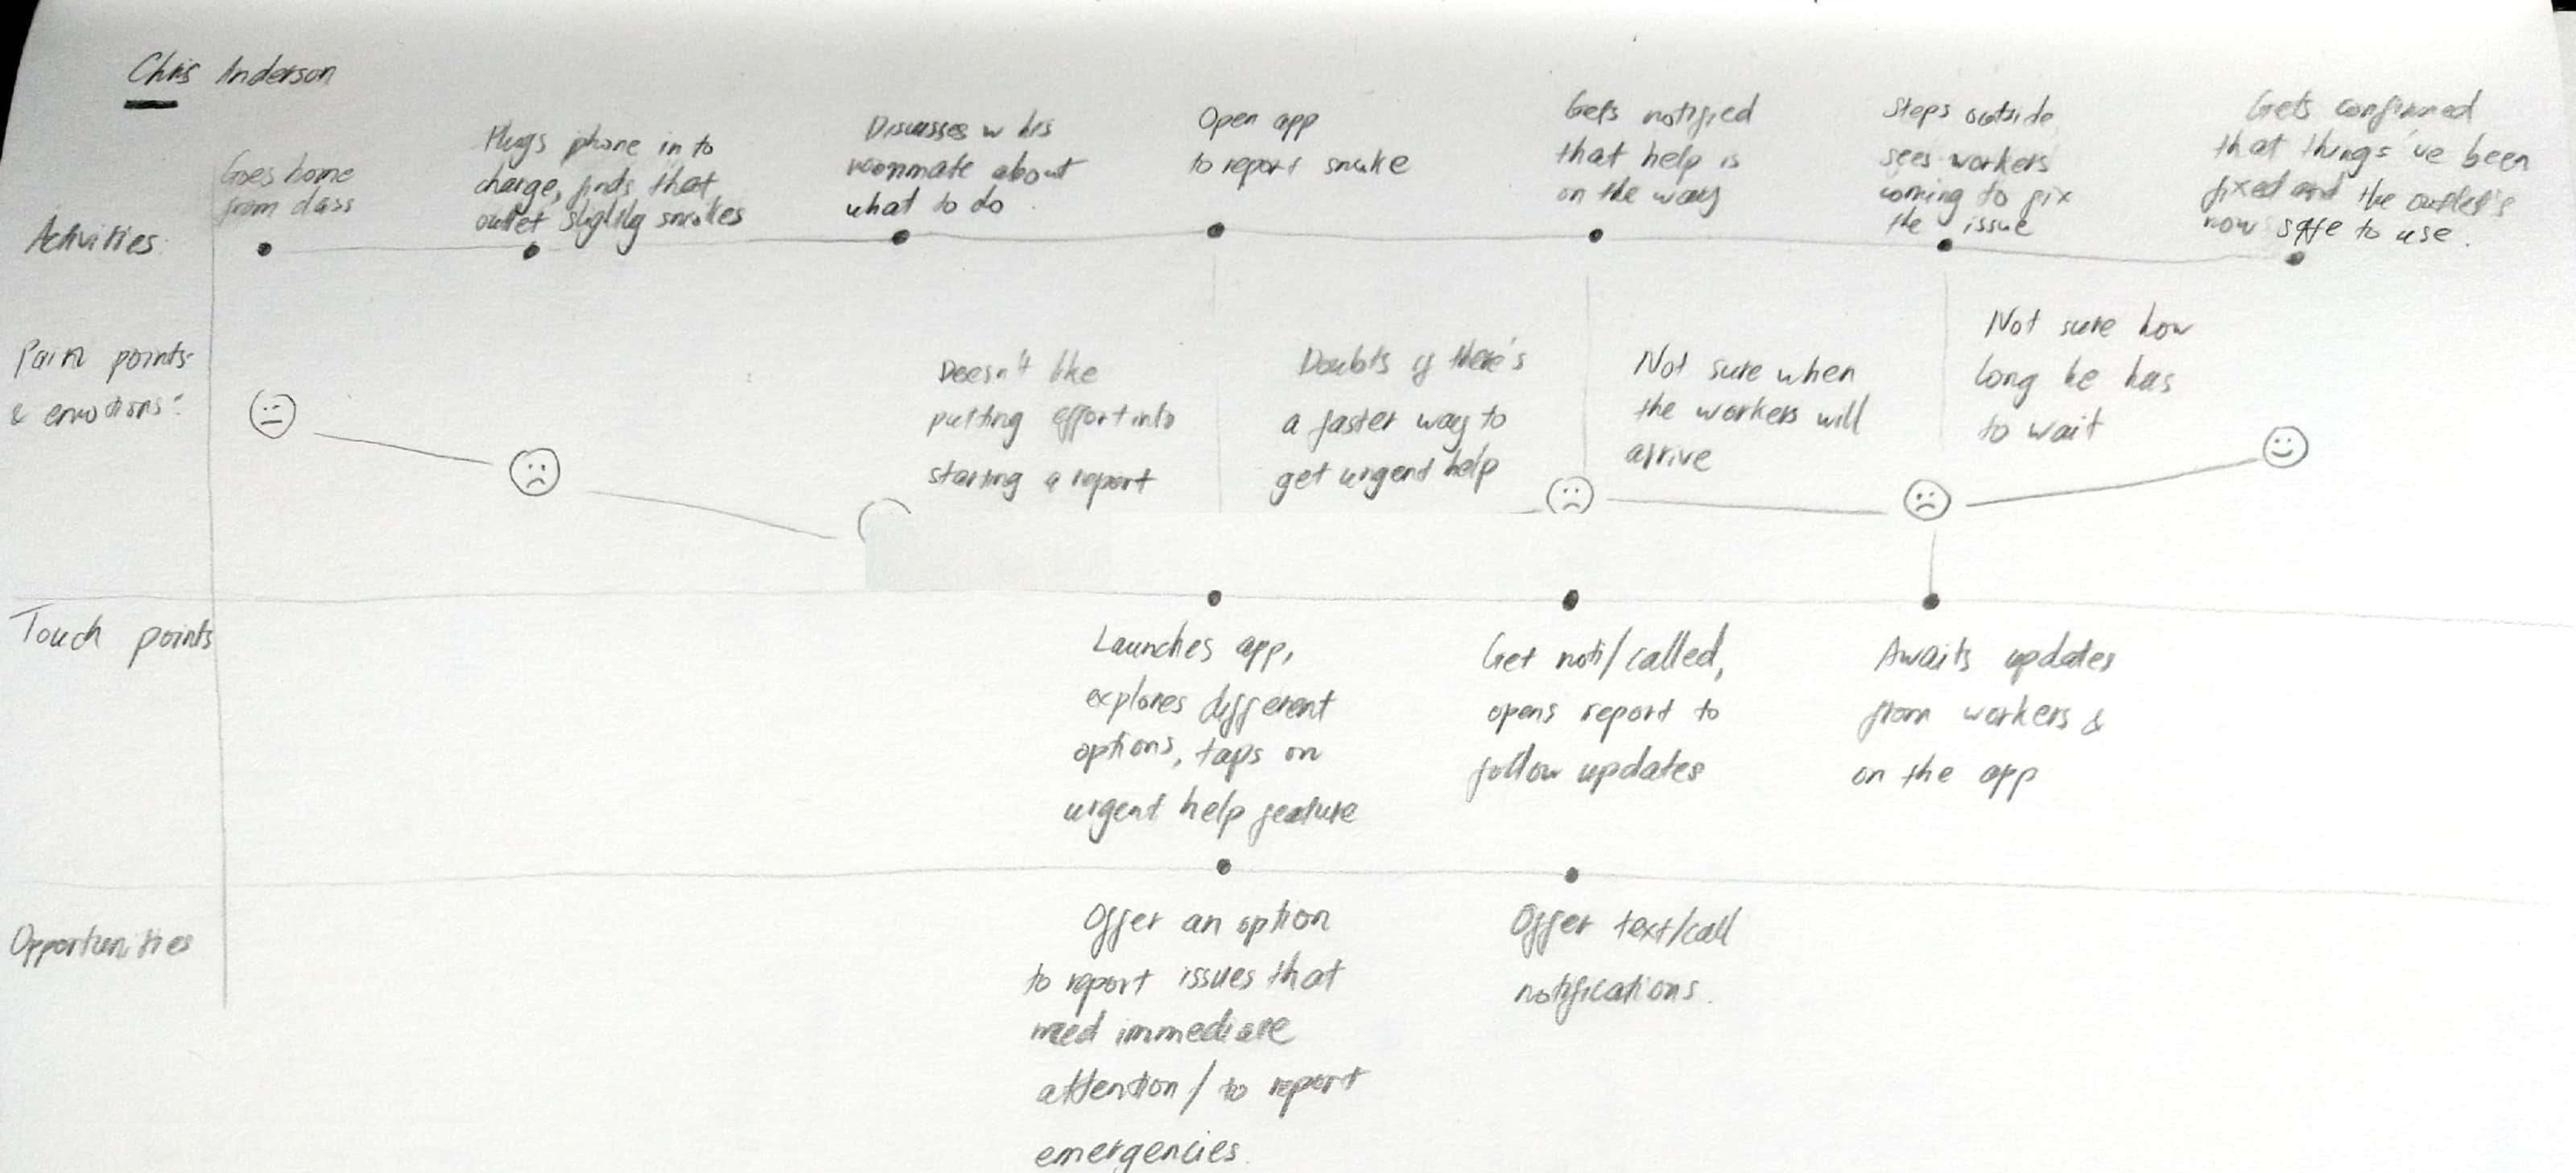 Chris Anderson
Activities:
Goes home
from class
Plugs phone in to
charge, finds that
outlet slightly smokes
Discusses w his
roommate about
what to do
Open app
to report smoke
Gets notified
that help is
on the way
Steps outside
sees workers
coming to fix
the issue
Gets confirmed
that things've been
fixed and the outlet's
now safe to use.
Pain points
& emotions:
Doesn't like
putting effort into
starting a report
Doubts if there's
a faster way to
get urgent help
Not sure when
the workers will
arrive
Not sure how
long he has
to wait
Touch points
Launches app,
explores different
options, taps on
urgent help feature
Get noti/called,
opens report to
follow updates
Awaits updates
from workers &
on the app
Opportunities
Offer an option
to report issues that
need immediate
attention / to report
emergencies.
Offer text/call
notifications.